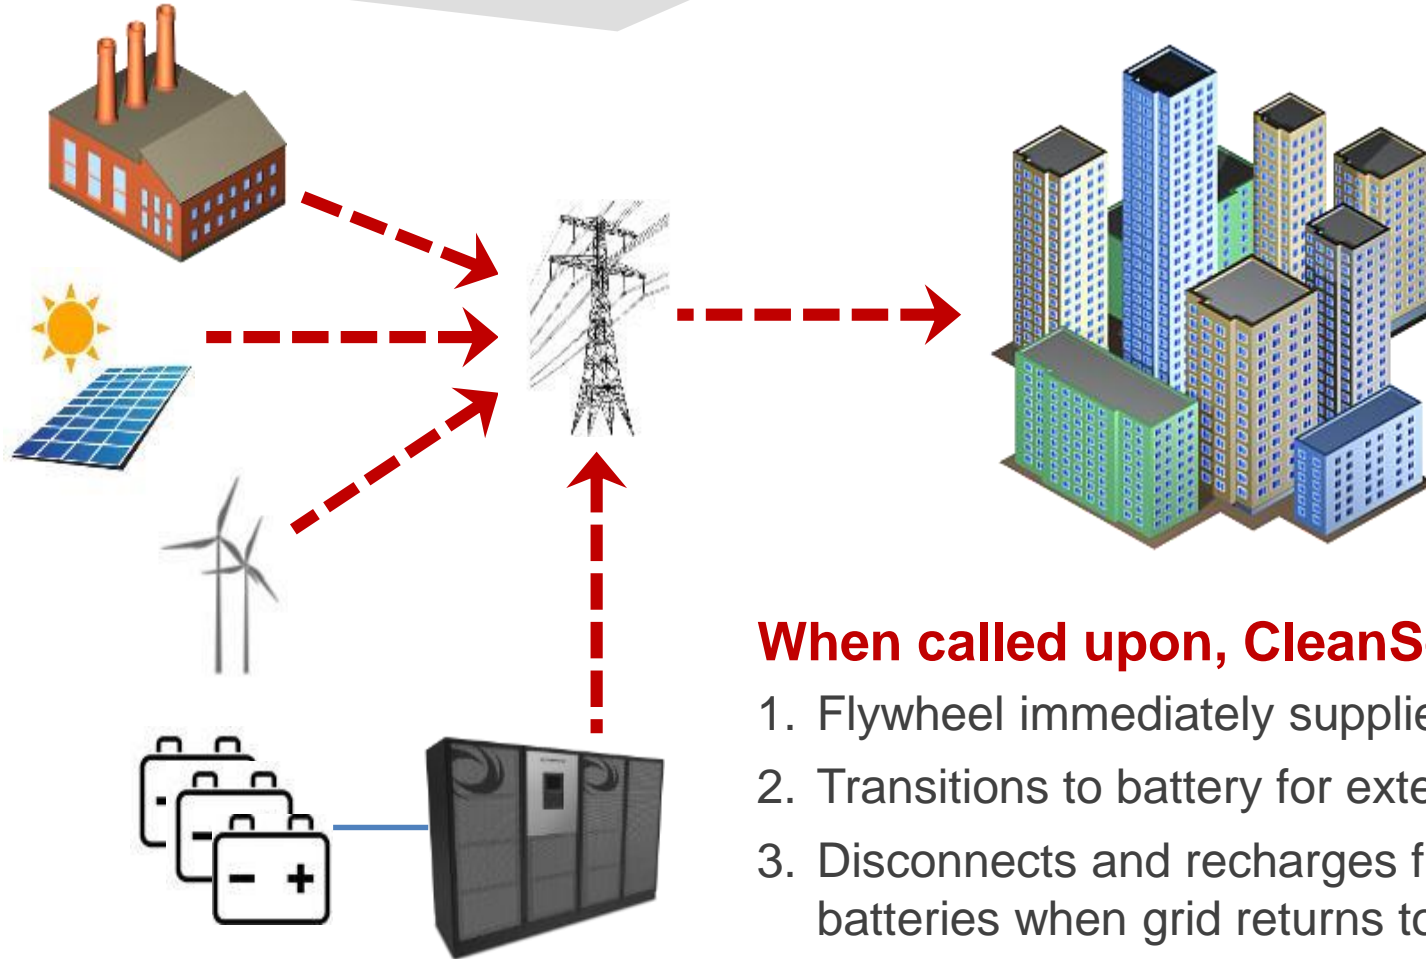 When called upon, CleanS
1. Flywheel immediately supplie
2. Transitions to battery for exte
3. Disconnects and recharges f
batteries when grid returns to